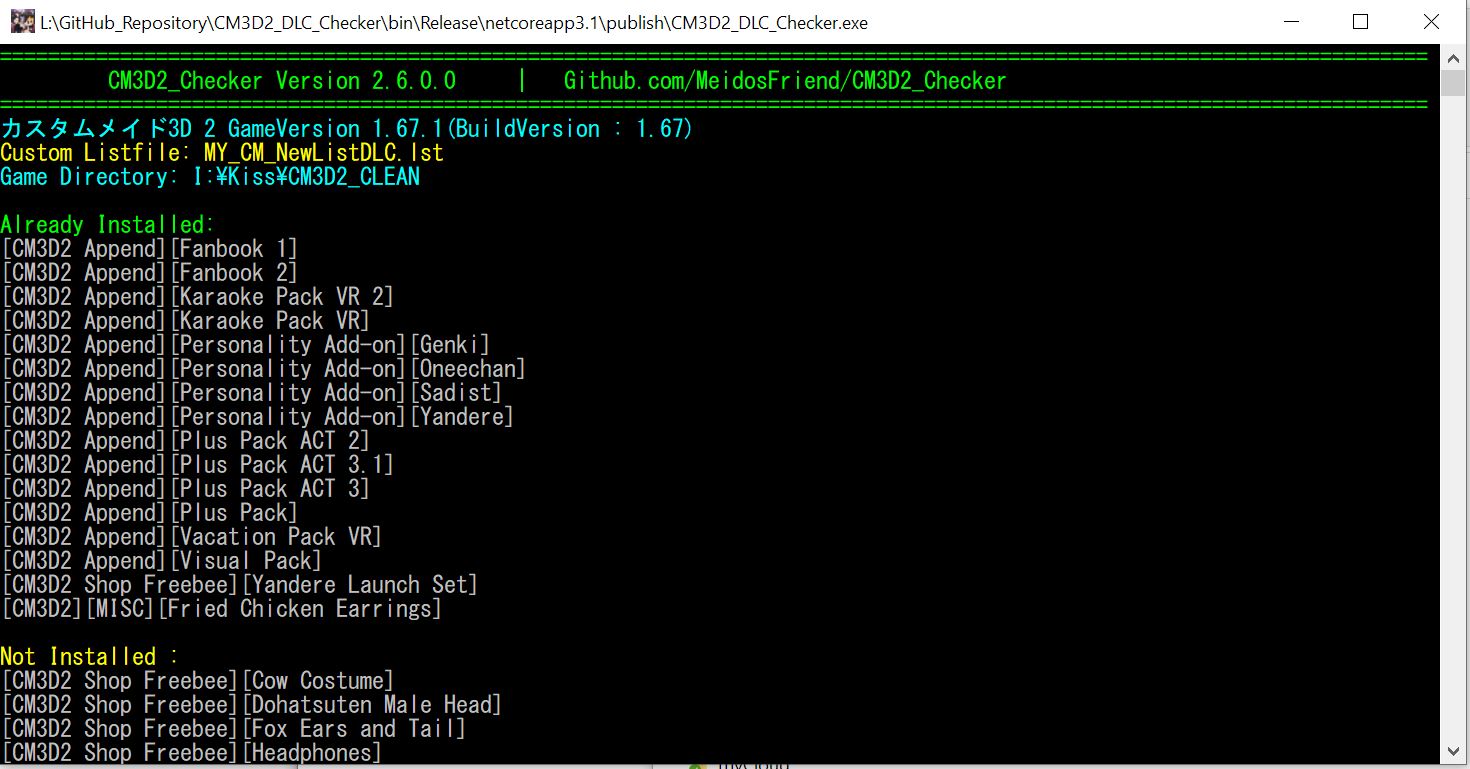 L:\GitHub_Repository\CM3D2_DLC_Checker\bin\Release\netcoreapp3.1\publish\CM3D2_DLC_Checker.exe
=======================================================================================================================
CM3D2_Checker Version 2.6.0.0 | Github.com/MeidosFriend/CM3D2_Checker
=======================================================================================================================
カスタムメイド3D 2 GameVersion 1.67.1(BuildVersion : 1.67)
Custom Listfile: MY_CM_NewListDLC.lst
Game Directory: I:¥Kiss¥CM3D2_CLEAN
Already Installed:
[CM3D2 Append][Fanbook 1]
[CM3D2 Append][Fanbook 2]
[CM3D2 Append][Karaoke Pack VR 2]
[CM3D2 Append][Karaoke Pack VR]
[CM3D2 Append][Personality Add-on][Genki]
[CM3D2 Append][Personality Add-on][Oneechan]
[CM3D2 Append][Personality Add-on][Sadist]
[CM3D2 Append][Personality Add-on][Yandere]
[CM3D2 Append][Plus Pack ACT 2]
[CM3D2 Append][Plus Pack ACT 3.1]
[CM3D2 Append][Plus Pack ACT 3]
[CM3D2 Append][Plus Pack]
[CM3D2 Append][Vacation Pack VR]
[CM3D2 Append][Visual Pack]
[CM3D2 Shop Freebee][Yandere Launch Set]
[CM3D2][MISC][Fried Chicken Earrings]
Not Installed :
[CM3D2 Shop Freebee][Cow Costume]
[CM3D2 Shop Freebee][Dohatsuten Male Head]
[CM3D2 Shop Freebee][Fox Ears and Tail]
[CM3D2 Shop Freebee][Headphones]